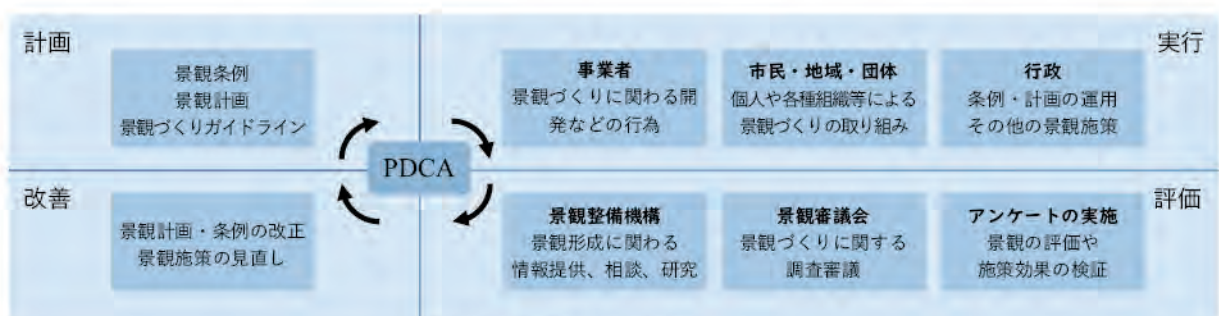 計画
景観条例
景観計画
景観づくりガイドライン
実行
事業者
景観づくりに関わる開
発などの行為
市民・地域・団体
個人や各種組織等による
景観づくりの取り組み
行政
条例・計画の運用
その他の景観施策
PDCA
改善
景観計画・条例の改正
景観施策の見直し
評価
景観整備機構
景観形成に関わる
情報提供、相談、研究
景観審議会
景観づくりに関する
調査審議
アンケートの実施
景観の評価や
施策効果の検証